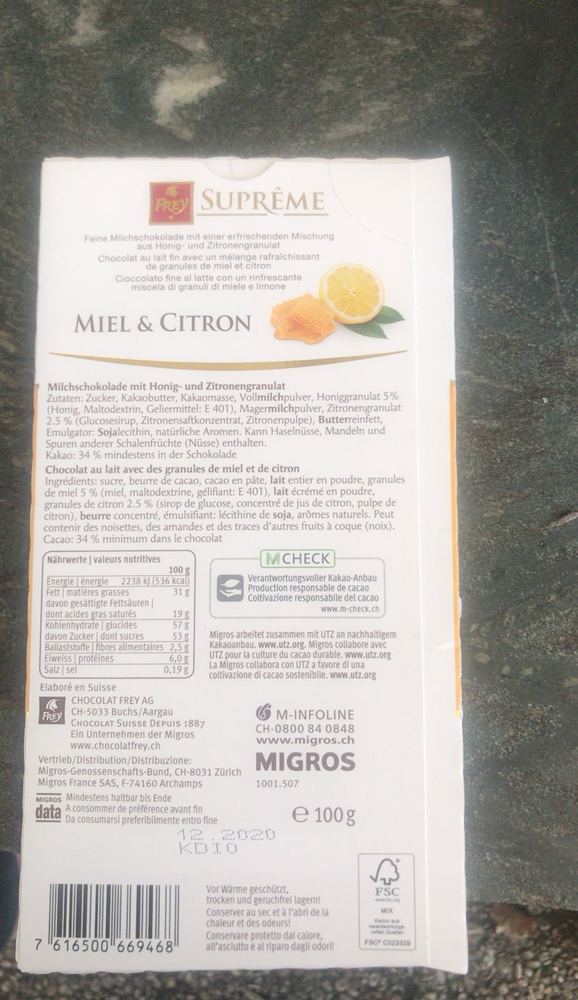 FREY SUPRÊME
Feine Milchschokolade mit einer erfrischenden Mischung
aus Honig- und Zitronengranulat
Chocolat au lait fin avec un mélange rafraîchissant
de granules de miel et citron
Cioccolato fine al latte con un rinfrescante
miscela di granuli di miele e limone
MIEL & CITRON
Milchschokolade mit Honig- und Zitronengranulat
Zutaten: Zucker, Kakaobutter, Kakaomasse, Vollmilchpulver, Honiggranulat 5%
(Honig, Maltodextrin, Geliermittel: E 401), Magermilchpulver, Zitronengranulat
2.5 % (Glucosesirup, Zitronensaftkonzentrat, Zitronenpulpe), Butterreinfett,
Emulgator: Sojalecithin, natürliche Aromen. Kann Haselnüsse, Mandeln und
Spuren anderer Schalenfrüchte (Nüsse) enthalten.
Kakao: 34 % mindestens in der Schokolade
Chocolat au lait avec des granules de miel et de citron
Ingrédients: sucre, beurre de cacao, cacao en pâte, lait entier en poudre, granules
de miel 5 % (miel, maltodextrine, gélifiant: E 401), lait écrémé en poudre,
granules de citron 2.5 % (sirop de glucose, concentré de jus de citron, pulpe de
citron), beurre concentré, émulsifiant: lécithine de soja, arômes naturels. Peut
contenir des noisettes, des amandes et des traces d'autres fruits à coque (noix).
Cacao: 34 % minimum dans le chocolat
Nährwerte | valeurs nutritives
100 g
Energie | énergie 2238 kJ (536 kcal)
Fett | matières grasses 31 g
davon gesättigte Fettsäuren |
dont acides gras saturés 19 g
Kohlenhydrate | glucides 57 g
davon Zucker | dont sucres 53 g
Ballaststoffe | fibres alimentaires 2,5 g
Eiweiss | protéines 6,0 g
Salz | sel 0,19 g
M CHECK
Verantwortungsvoller Kakao-Anbau
Production responsable de cacao
Coltivazione responsabile del cacao
www.m-check.ch
Migros arbeitet zusammen mit UTZ an nachhaltigem
Kakaoanbau. www.utz.org. Migros collabore avec
UTZ pour la culture du cacao durable. www.utz.org
La Migros collabora con UTZ a favore di una
coltivazione di cacao sostenibile. www.utz.org
Elaboré en Suisse
FREY
CHOCOLAT FREY AG
CH-5033 Buchs/Aargau
CHOCOLAT SUISSE DEPUIS 1887
Ein Unternehmen der Migros
www.chocolatfrey.ch
M-INFOLINE
CH-0800 84 0848
www.migros.ch
Vertrieb/Distribution/Distribuzione:
Migros-Genossenschafts-Bund, CH-8031 Zürich
Migros France SAS, F-74160 Archamps
MIGROS
1001.507
MIGROS data
Mindestens haltbar bis Ende
A consommer de préférence avant fin
Da consumarsi preferibilmente entro fine
e 100 g
12.2020
KDIO
7 616500 669468
Vor Wärme geschützt,
trocken und geruchfrei lagern!
Conserver au sec et à l'abri de la
chaleur et des odeurs!
Conservare protetto dal calore,
all'asciutto e al riparo dagli odori!
FSC
www.fsc.org
MIX
Karton aus
verantwortungs-
vollen Quellen
FSC® C023329